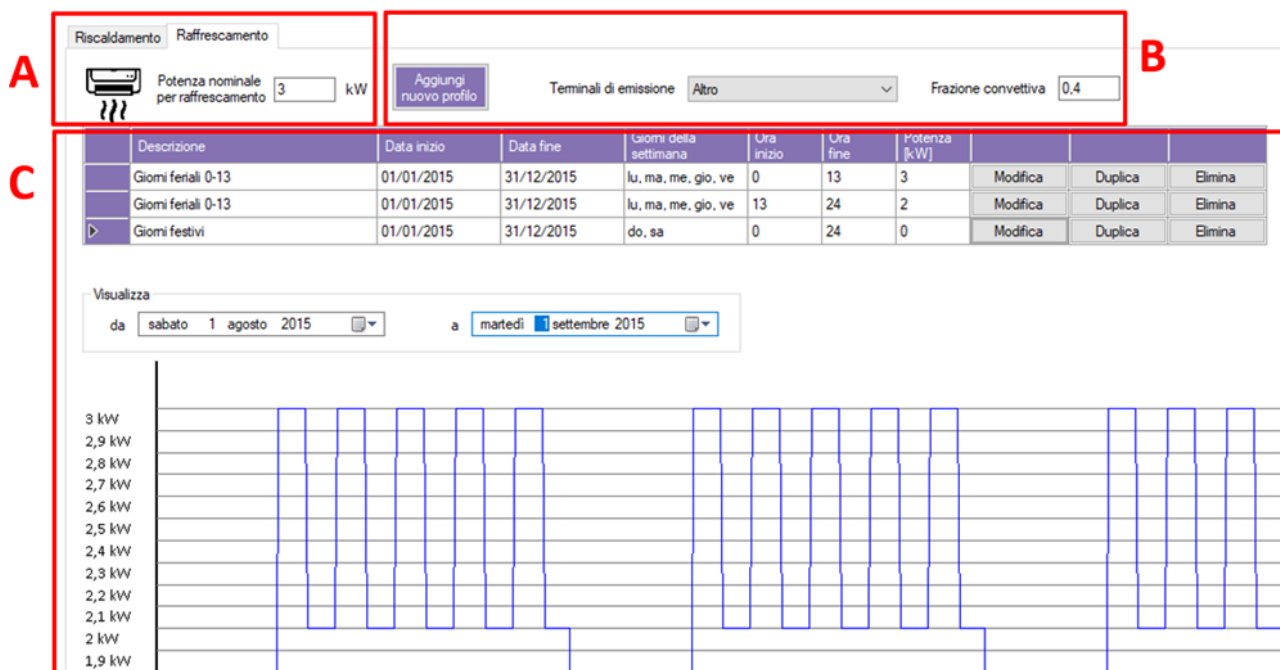 A
Riscaldamento Raffrescamento
Potenza nominale
per raffrescamento 3 kW
B
Aggiungi
nuovo profilo
Terminali di emissione Altro
Frazione convettiva 0,4
C
Descrizione Data inizio Data fine Giorni della settimana Ora inizio Ora fine Potenza [kW]
Giorni feriali 0-13 01/01/2015 31/12/2015 lu, ma, me, gio, ve 0 13 3 Modifica Duplica Elimina
Giorni feriali 0-13 01/01/2015 31/12/2015 lu, ma, me, gio, ve 13 24 2 Modifica Duplica Elimina
Giorni festivi 01/01/2015 31/12/2015 do, sa 0 24 0 Modifica Duplica Elimina
Visualizza
da sabato 1 agosto 2015 a martedì 1 settembre 2015
3 kW
2,9 kW
2,8 kW
2,7 kW
2,6 kW
2,5 kW
2,4 kW
2,3 kW
2,2 kW
2,1 kW
2 kW
1,9 kW